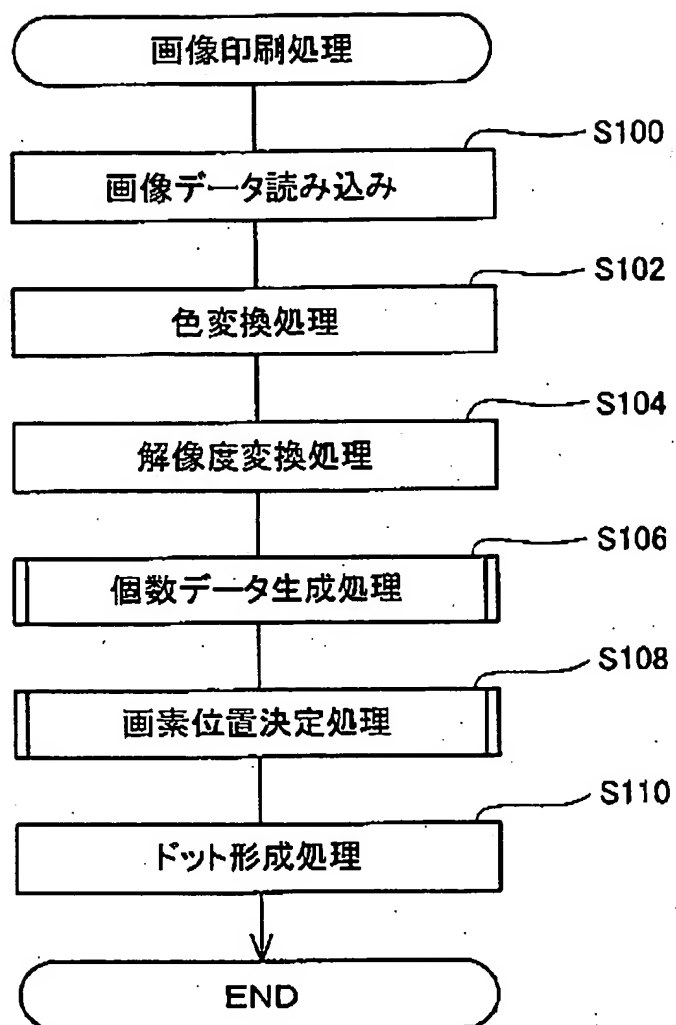 画像印刷処理
S100
画像データ読み込み
S102
色変換処理
S104
解像度変換処理
S106
個数データ生成処理
S108
画素位置決定処理
S110
ドット形成処理
END